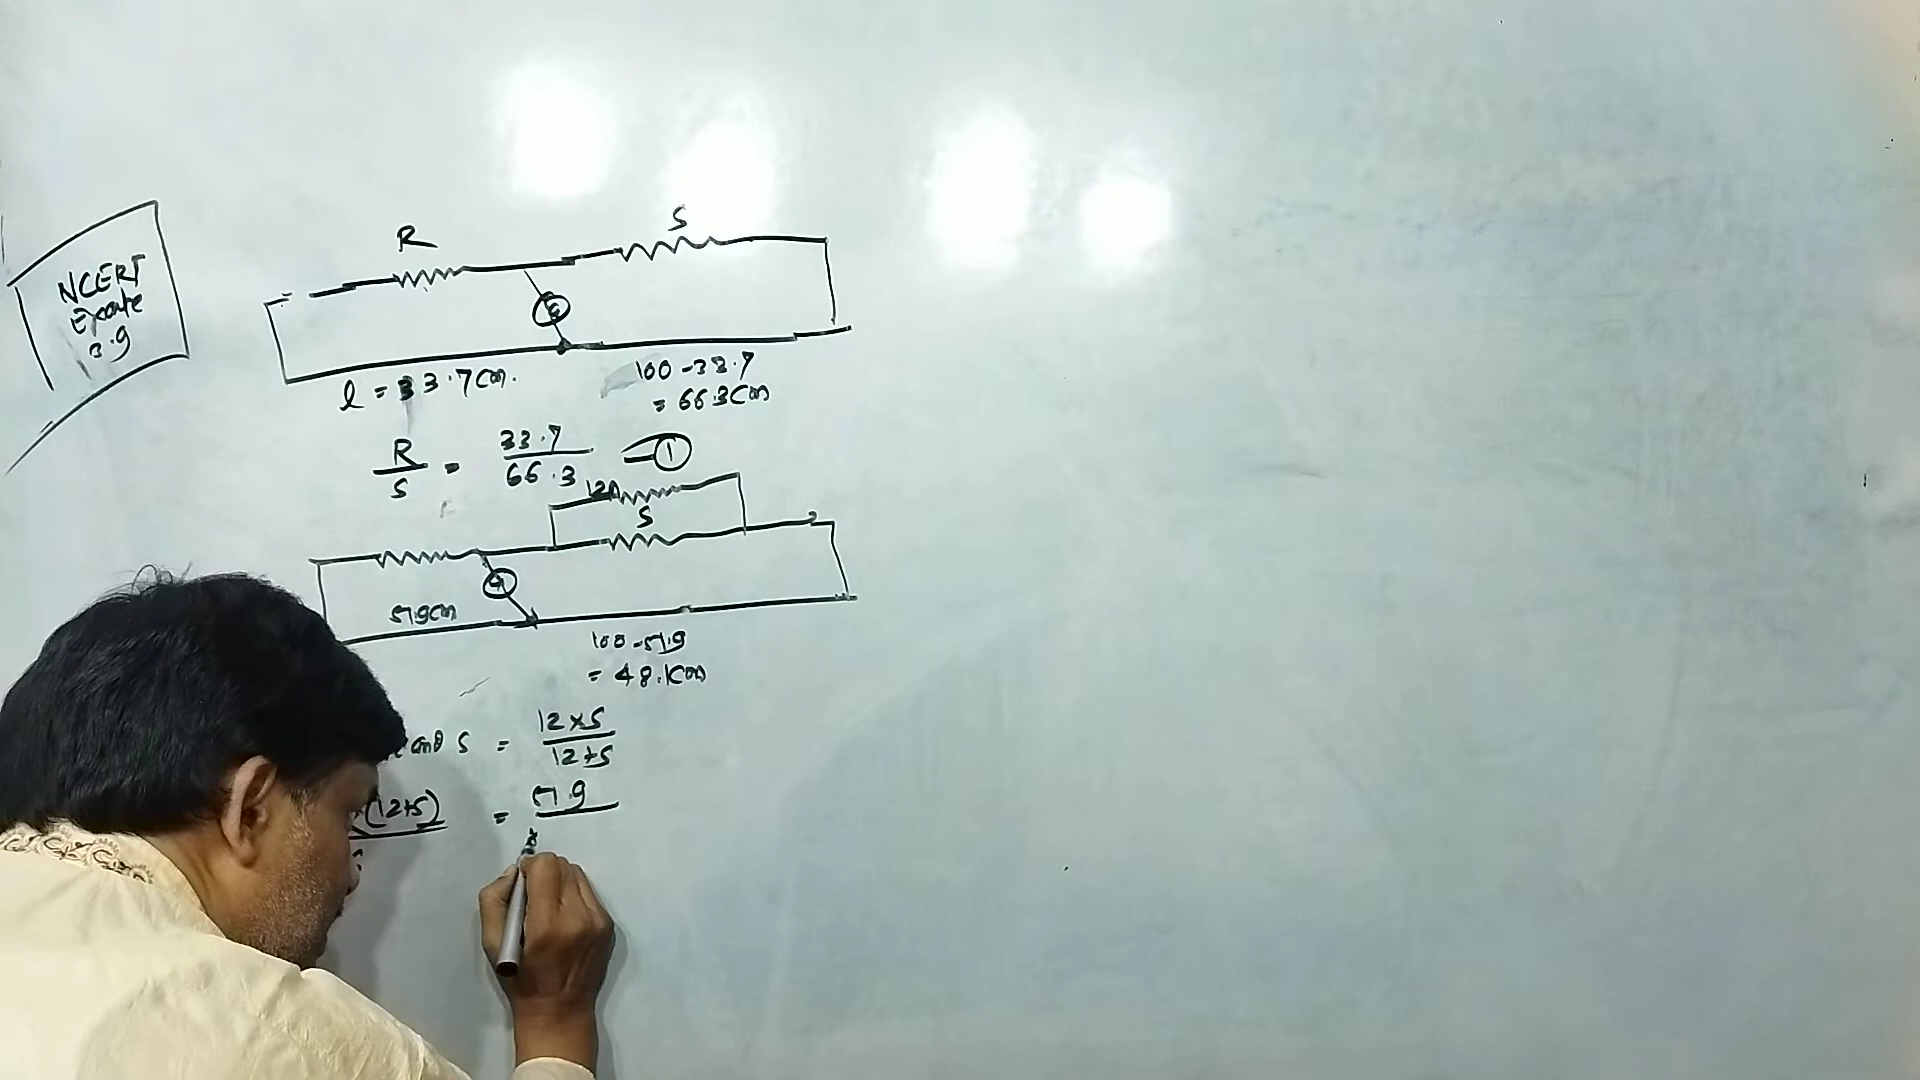 NCERT
3.9
R
S
G
l = 33.7cm.
100 - 33.7
= 66.3cm
R/S = 33.7/66.3 ①
12Ω
S
G
51.9cm
100 - 51.9
= 48.1cm
and S = 12×S/12+S
(12+S) = 51.9